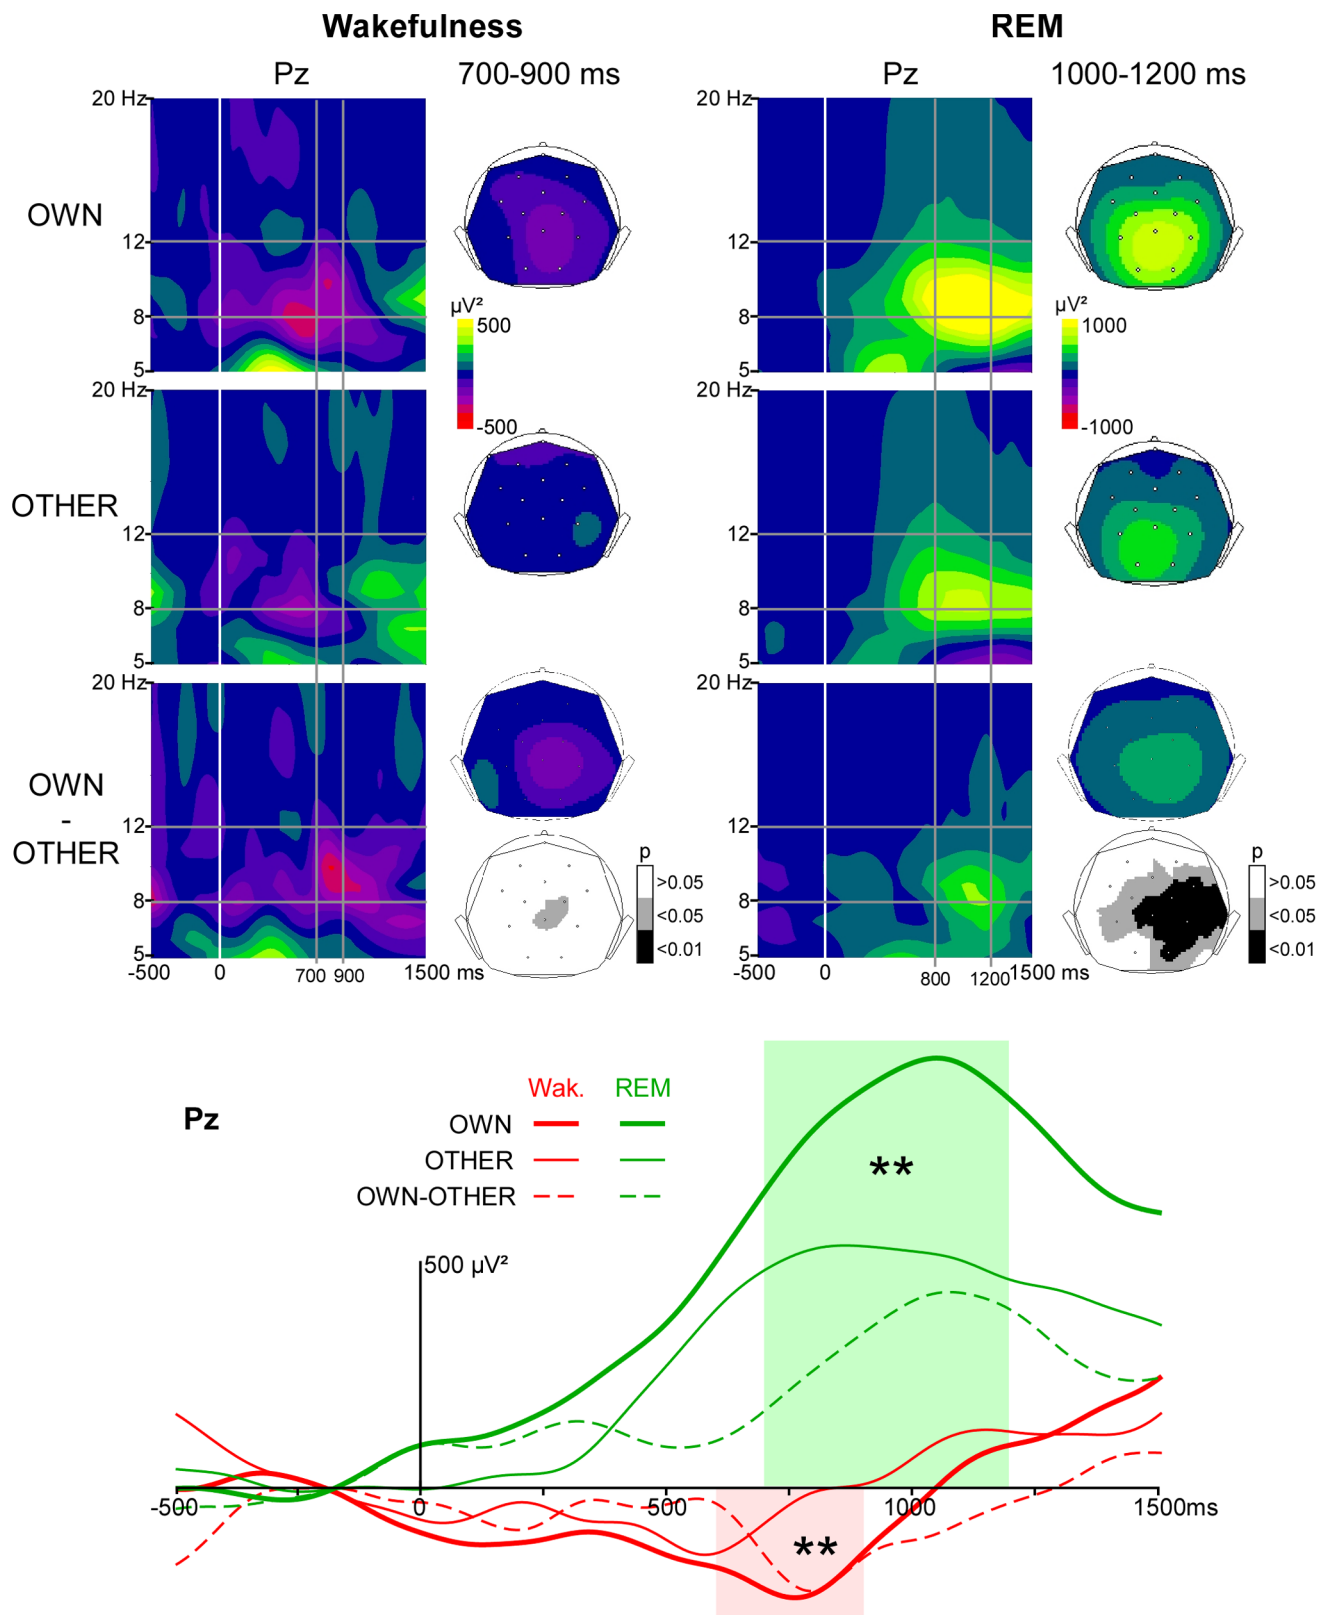 Wakefulness REM
Pz 700-900 ms Pz 1000-1200 ms
20 Hz 20 Hz
OWN
12 12
µV² µV²
8 500 8 1000
5 5
20 Hz -500 20 Hz -1000
OTHER
12 12
8 8
5 5
20 Hz 20 Hz
OWN
-
OTHER
12 12
p p
8 >0.05 8 >0.05
<0.05 <0.05
5 <0.01 5 <0.01
-500 0 700 900 1500 ms -500 0 800 1200 1500 ms
Wak. REM
Pz
OWN
OTHER
OWN-OTHER
**
500 µV²
-500 0 500 1000 1500ms
**